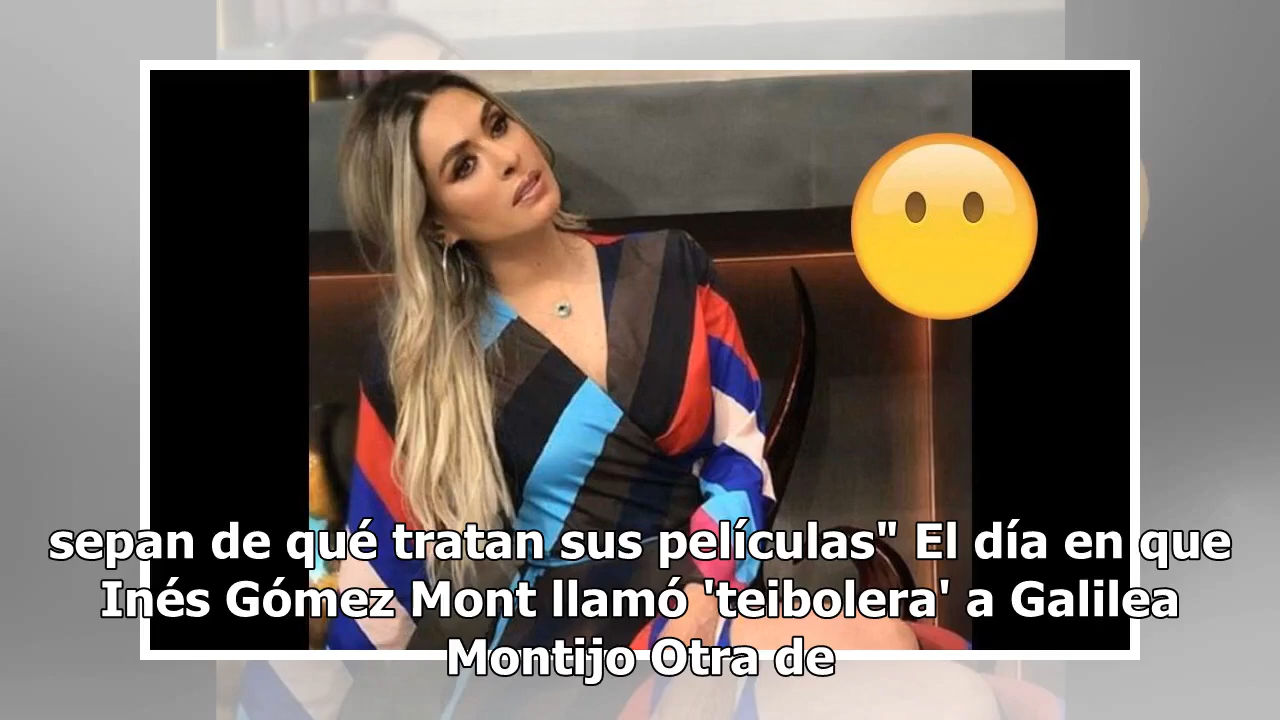 sepan de qué tratan sus películas" El día en que
Inés Gómez Mont llamó 'teibolera' a Galilea
Montijo Otra de